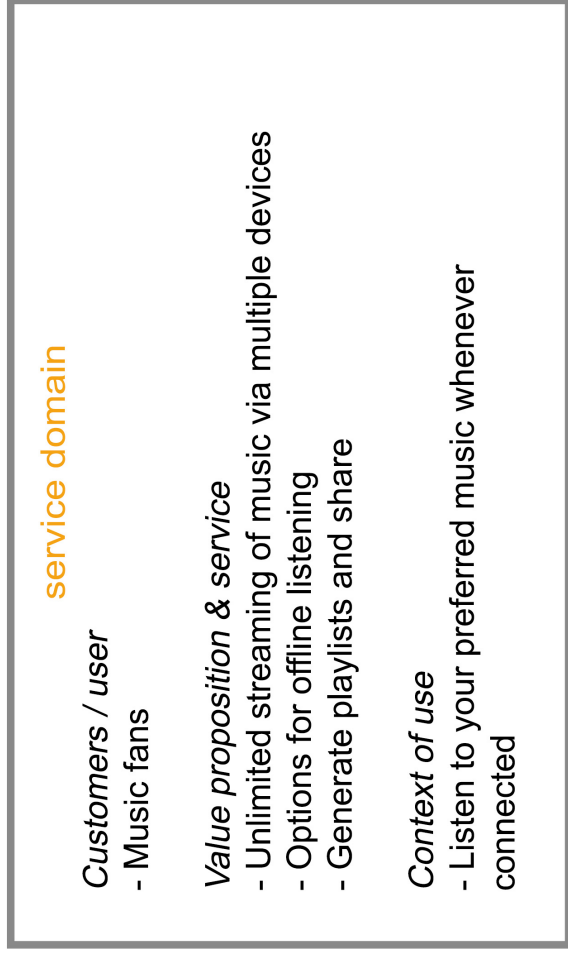 service domain
Customers / user
- Music fans
Value proposition & service
- Unlimited streaming of music via multiple devices
- Options for offline listening
- Generate playlists and share
Context of use
- Listen to your preferred music whenever
connected